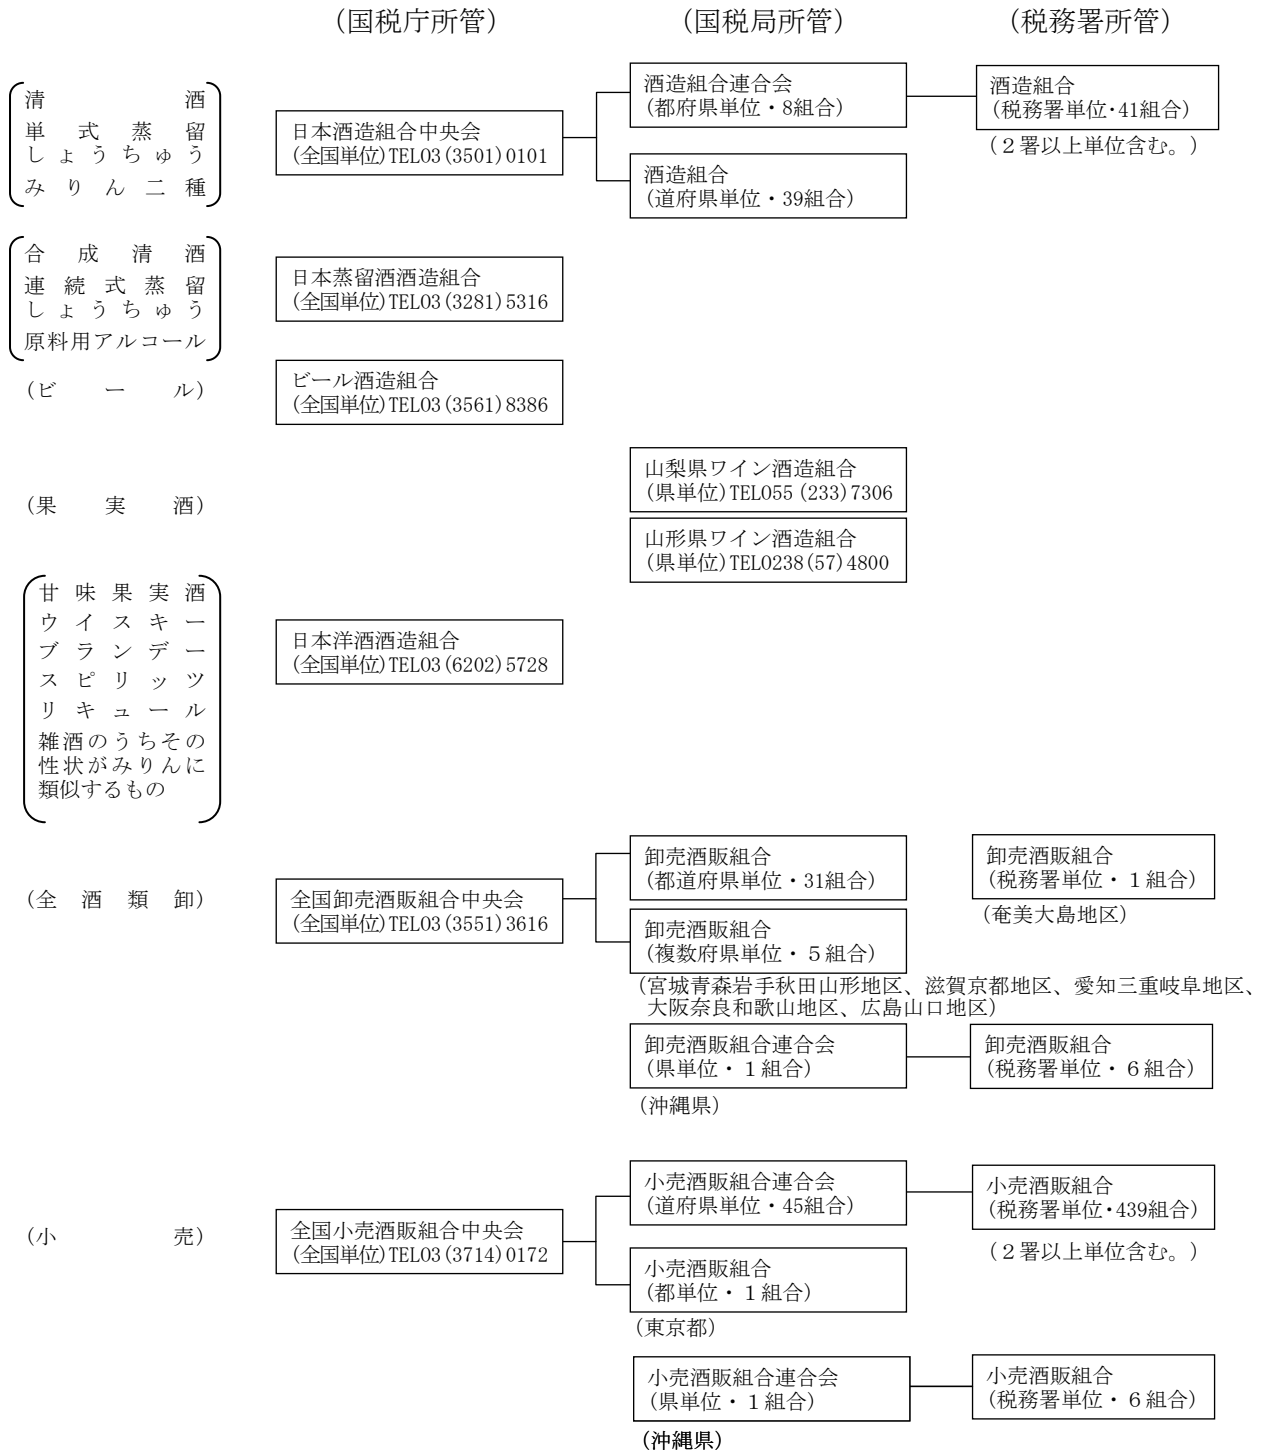 (国税庁所管) (国税局所管) (税務署所管)
清酒
単式蒸留
しょうちゅう
みりん二種
日本酒造組合中央会
(全国単位)TEL03(3501)0101
酒造組合連合会
(都府県単位・8組合)
酒造組合
(道府県単位・39組合)
酒造組合
(税務署単位・41組合)
(２署以上単位含む。)
合成清酒
連続式蒸留
しょうちゅう
原料用アルコール
日本蒸留酒酒造組合
(全国単位)TEL03(3281)5316
(ビール)
ビール酒造組合
(全国単位)TEL03(3561)8386
(果実酒)
山梨県ワイン酒造組合
(県単位)TEL055(233)7306
山形県ワイン酒造組合
(県単位)TEL0238(57)4800
甘味果実酒
ウイスキー
ブランデー
スピリッツ
リキュール
雑酒のうちその
性状がみりんに
類似するもの
日本洋酒酒造組合
(全国単位)TEL03(6202)5728
(全酒類卸)
全国卸売酒販組合中央会
(全国単位)TEL03(3551)3616
卸売酒販組合
(都道府県単位・31組合)
卸売酒販組合
(複数府県単位・５組合)
(宮城青森岩手秋田山形地区、滋賀京都地区、愛知三重岐阜地区、
大阪奈良和歌山地区、広島山口地区)
卸売酒販組合
(税務署単位・１組合)
(奄美大島地区)
卸売酒販組合連合会
(県単位・１組合)
(沖縄県)
卸売酒販組合
(税務署単位・６組合)
(小売)
全国小売酒販組合中央会
(全国単位)TEL03(3714)0172
小売酒販組合連合会
(道府県単位・45組合)
小売酒販組合
(税務署単位・439組合)
(２署以上単位含む。)
小売酒販組合
(都単位・１組合)
(東京都)
小売酒販組合連合会
(県単位・１組合)
(沖縄県)
小売酒販組合
(税務署単位・６組合)